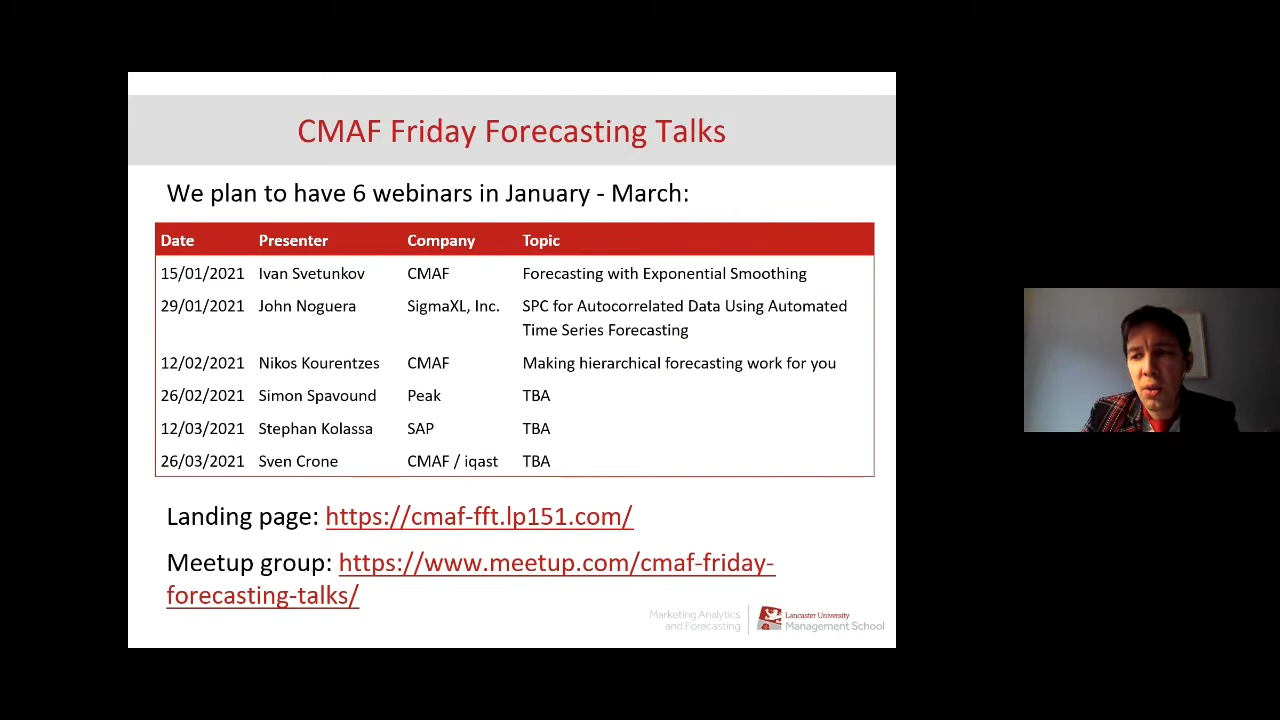 CMAF Friday Forecasting Talks
We plan to have 6 webinars in January - March:
Date Presenter Company Topic
15/01/2021 Ivan Svetunkov CMAF Forecasting with Exponential Smoothing
29/01/2021 John Noguera SigmaXL, Inc. SPC for Autocorrelated Data Using Automated
Time Series Forecasting
12/02/2021 Nikos Kourentzes CMAF Making hierarchical forecasting work for you
26/02/2021 Simon Spavound Peak TBA
12/03/2021 Stephan Kolassa SAP TBA
26/03/2021 Sven Crone CMAF / iqast TBA
Landing page: https://cmaf-fft.lp151.com/
Meetup group: https://www.meetup.com/cmaf-friday-
forecasting-talks/
Marketing Analytics
and Forecasting
Lancaster University
Management School